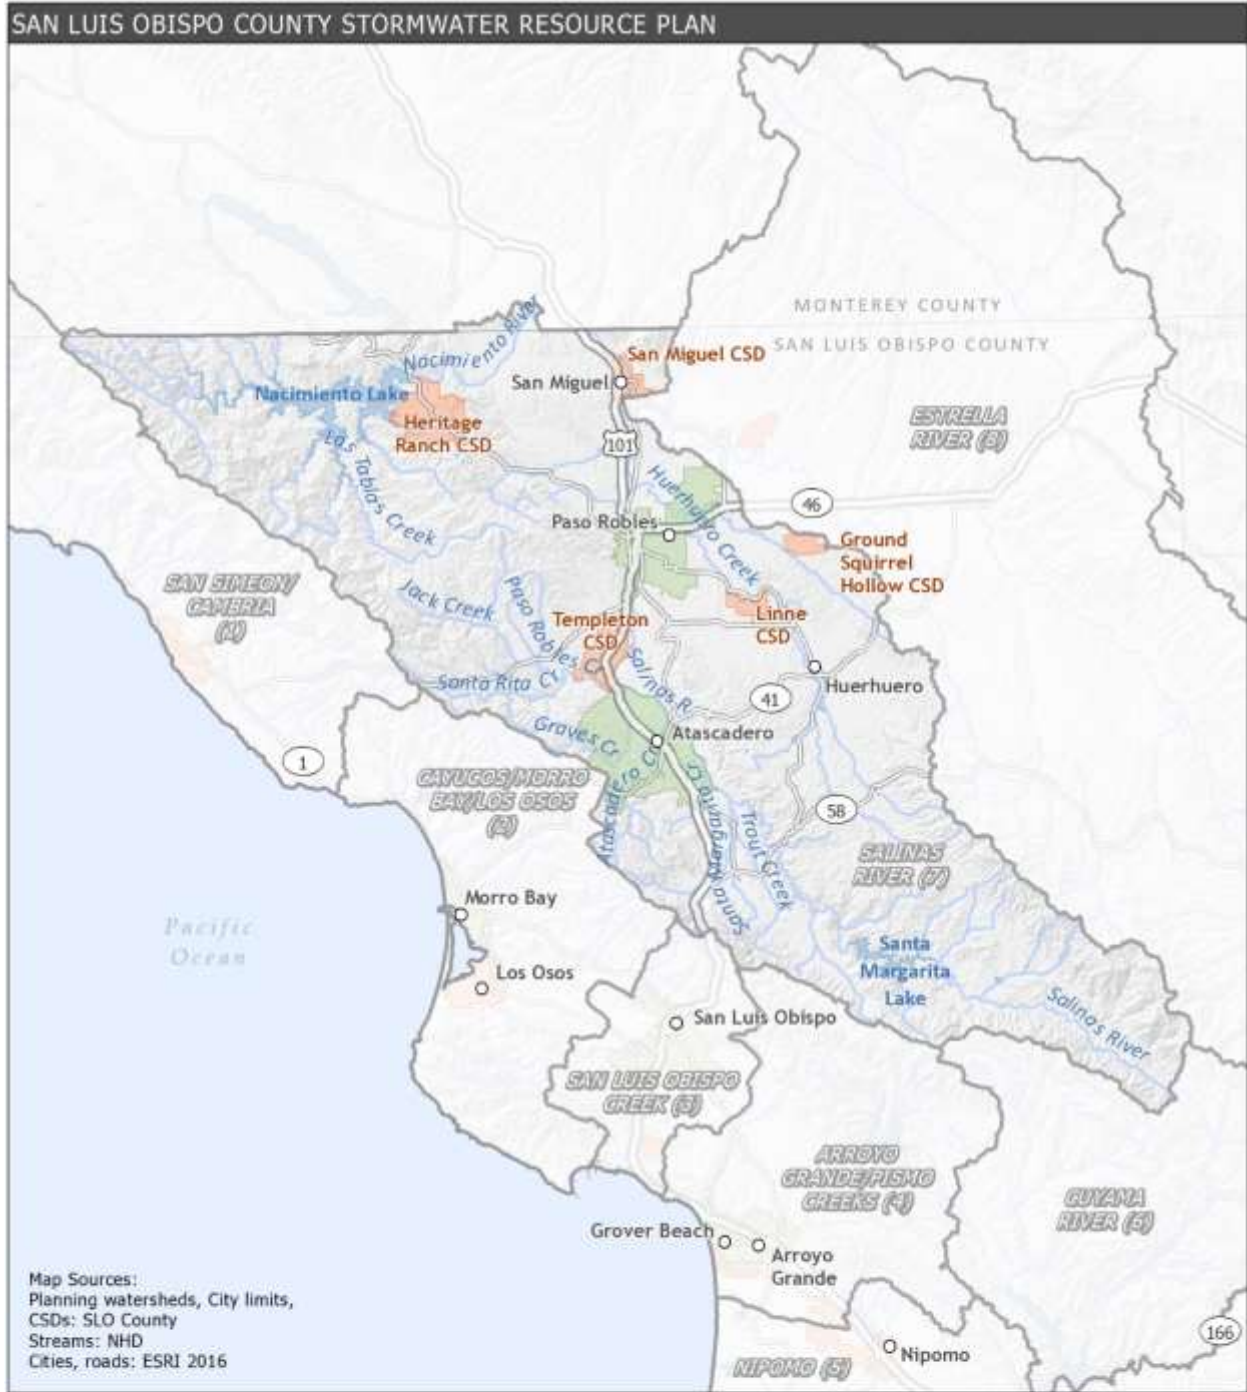 SAN LUIS OBISPO COUNTY STORMWATER RESOURCE PLAN
MONTEREY COUNTY
SAN LUIS OBISPO COUNTY
Nacimiento River
San Miguel CSD
San Miguel
Nacimiento Lake
Heritage
Ranch CSD
ESTRELLA
RIVER (8)
101
Las Tablas Creek
Huerhuero Creek
46
Paso Robles
Ground
Squirrel
Hollow CSD
SAN SIMEON/
CAMBRIA
(1)
Jack Creek
Paso Robles Cr
Templeton
CSD
Linne
CSD
Santa Rita Cr
Salinas R.
Huerhuero
41
Graves Cr
Atascadero
1
CAYUCOS/MORRO
BAY/LOS OSOS
(2)
Atascadero Cr
Santa Margarita Cr
Trout Creek
58
SALINAS
RIVER (7)
Morro Bay
Pacific
Ocean
Santa
Margarita
Lake
Los Osos
Salinas River
San Luis Obispo
SAN LUIS OBISPO
CREEK (3)
ARROYO
GRANDE/PISMO
CREEKS (4)
CUYAMA
RIVER (6)
Grover Beach
Arroyo
Grande
Map Sources:
Planning watersheds, City limits,
CSDs: SLO County
Streams: NHD
Cities, roads: ESRI 2016
166
Nipomo
NIPOMO (5)